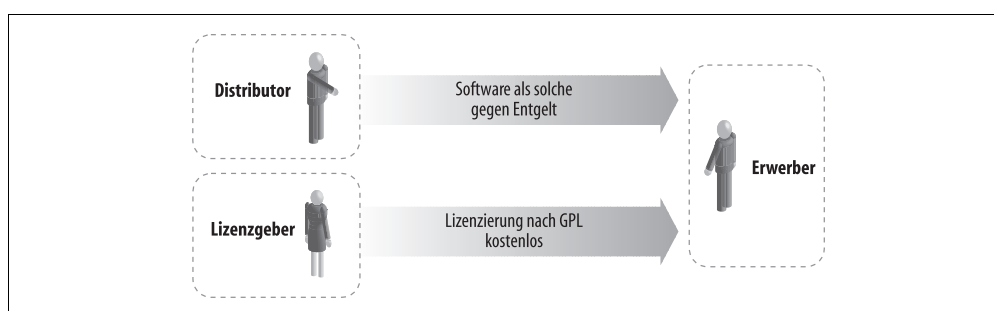 Distributor
Software als solche
gegen Entgelt
Erwerber
Lizenzgeber
Lizenzierung nach GPL
kostenlos